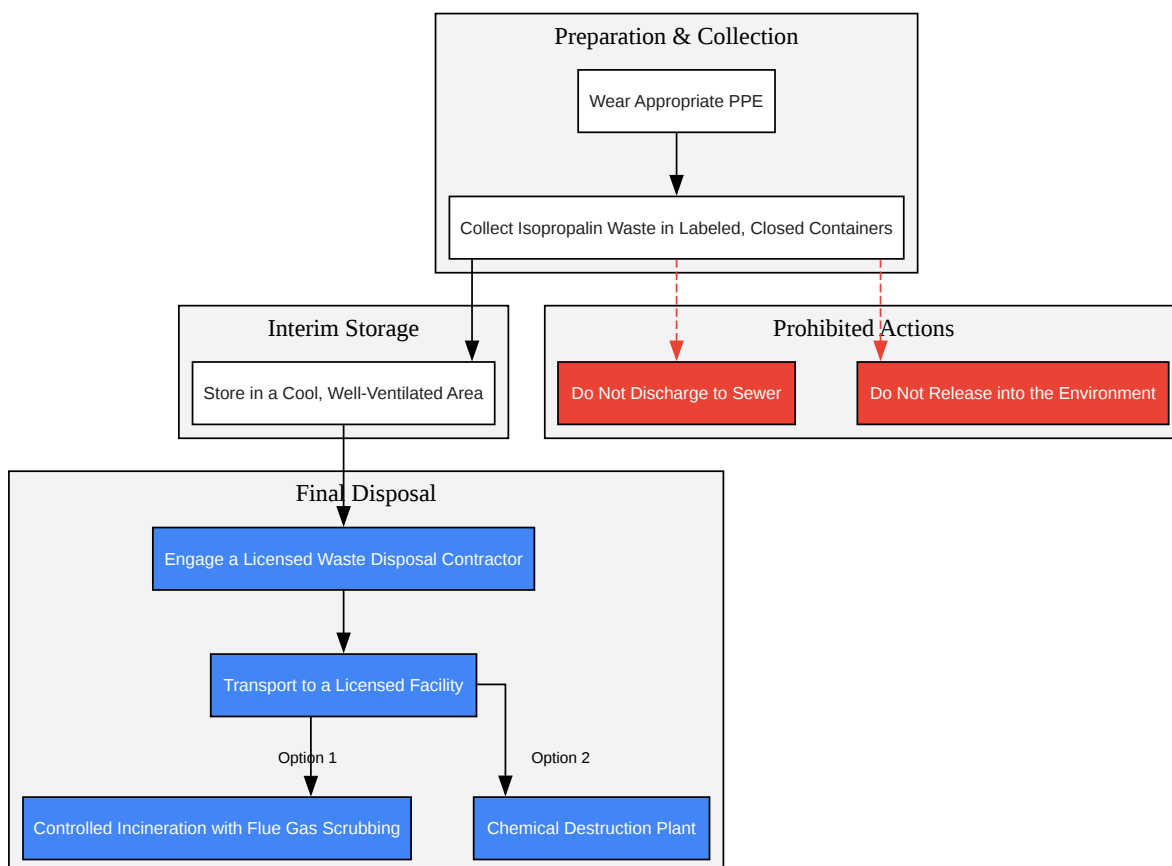 Preparation & Collection
Wear Appropriate PPE
Collect Isopropalin Waste in Labeled, Closed Containers
Interim Storage
Prohibited Actions
Store in a Cool, Well-Ventilated Area
Do Not Discharge to Sewer
Do Not Release into the Environment
Final Disposal
Engage a Licensed Waste Disposal Contractor
Transport to a Licensed Facility
Option 1
Option 2
Controlled Incineration with Flue Gas Scrubbing
Chemical Destruction Plant